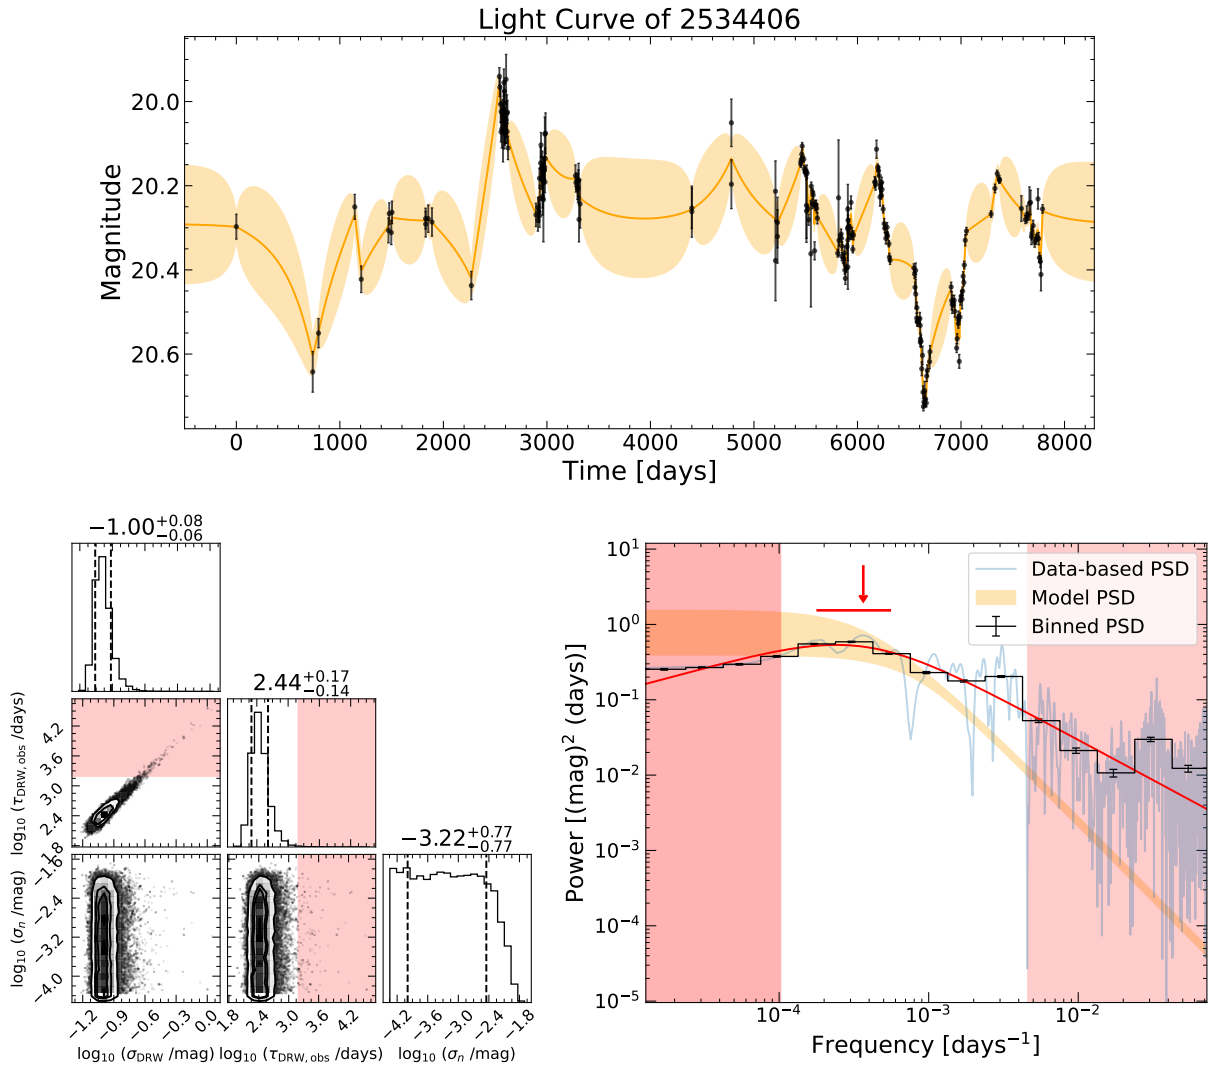 Light Curve of 2534406
Magnitude
20.0
20.2
20.4
20.6
0 1000 2000 3000 4000 5000 6000 7000 8000
Time [days]
−1.00+0.08−0.06
2.44+0.17−0.14
−3.22+0.77−0.77
log10 (τDRW, obs /days)
4.2
3.6
3.0
2.4
1.8
log10 (σn /mag)
−1.6
−2.4
−3.2
−4.0
−1.2 −0.9 −0.6 −0.3 0.0
log10 (σDRW /mag)
1.8 2.4 3.0 3.6 4.2
log10 (τDRW, obs /days)
−4.2 −3.6 −3.0 −2.4 −1.8
log10 (σn /mag)
Power [(mag)2 (days)]
10^1
10^0
10^−1
10^−2
10^−3
10^−4
10^−5
Data-based PSD
Model PSD
Binned PSD
10^−4 10^−3 10^−2
Frequency [days−1]